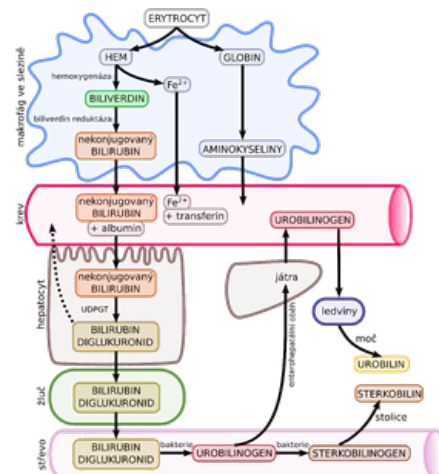 ERYTROCYT
HEM
GLOBIN
hemoxygenáza
Fe²⁺
BILIVERDIN
biliverdin reduktáza
nekonjugovaný
BILIRUBIN
AMINOKYSELINY
makrofág ve slezině
nekonjugovaný
BILIRUBIN
+ albumin
Fe²⁺
+ transferin
UROBILINOGEN
krev
nekonjugovaný
BILIRUBIN
UDPGT
BILIRUBIN
DIGLUKURONID
hepatocyt
játra
enterohepatální oběh
ledviny
moč
UROBILIN
BILIRUBIN
DIGLUKURONID
žluč
STERKOBILIN
stolice
BILIRUBIN
DIGLUKURONID
bakterie
UROBILINOGEN
bakterie
STERKOBILINOGEN
střevo